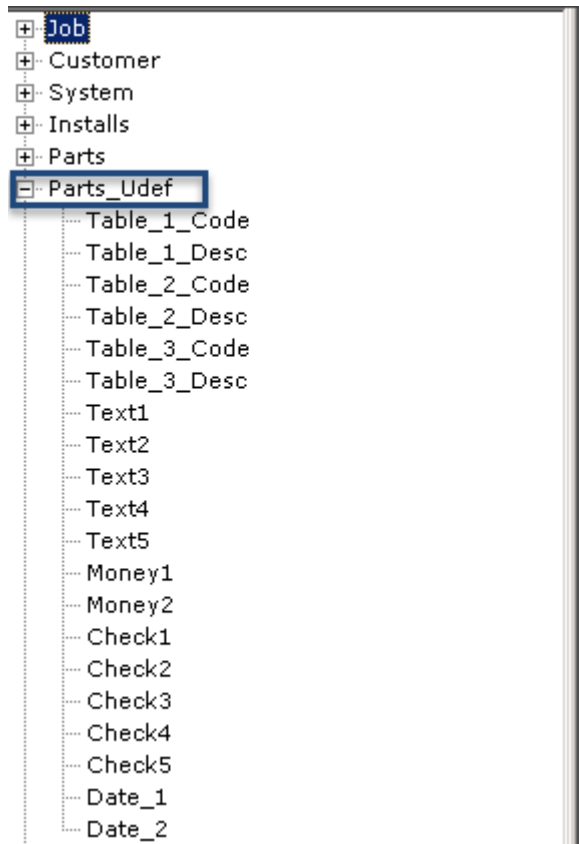 Job
Customer
System
Installs
Parts
Parts_Udef
Table_1_Code
Table_1_Desc
Table_2_Code
Table_2_Desc
Table_3_Code
Table_3_Desc
Text1
Text2
Text3
Text4
Text5
Money1
Money2
Check1
Check2
Check3
Check4
Check5
Date_1
Date_2